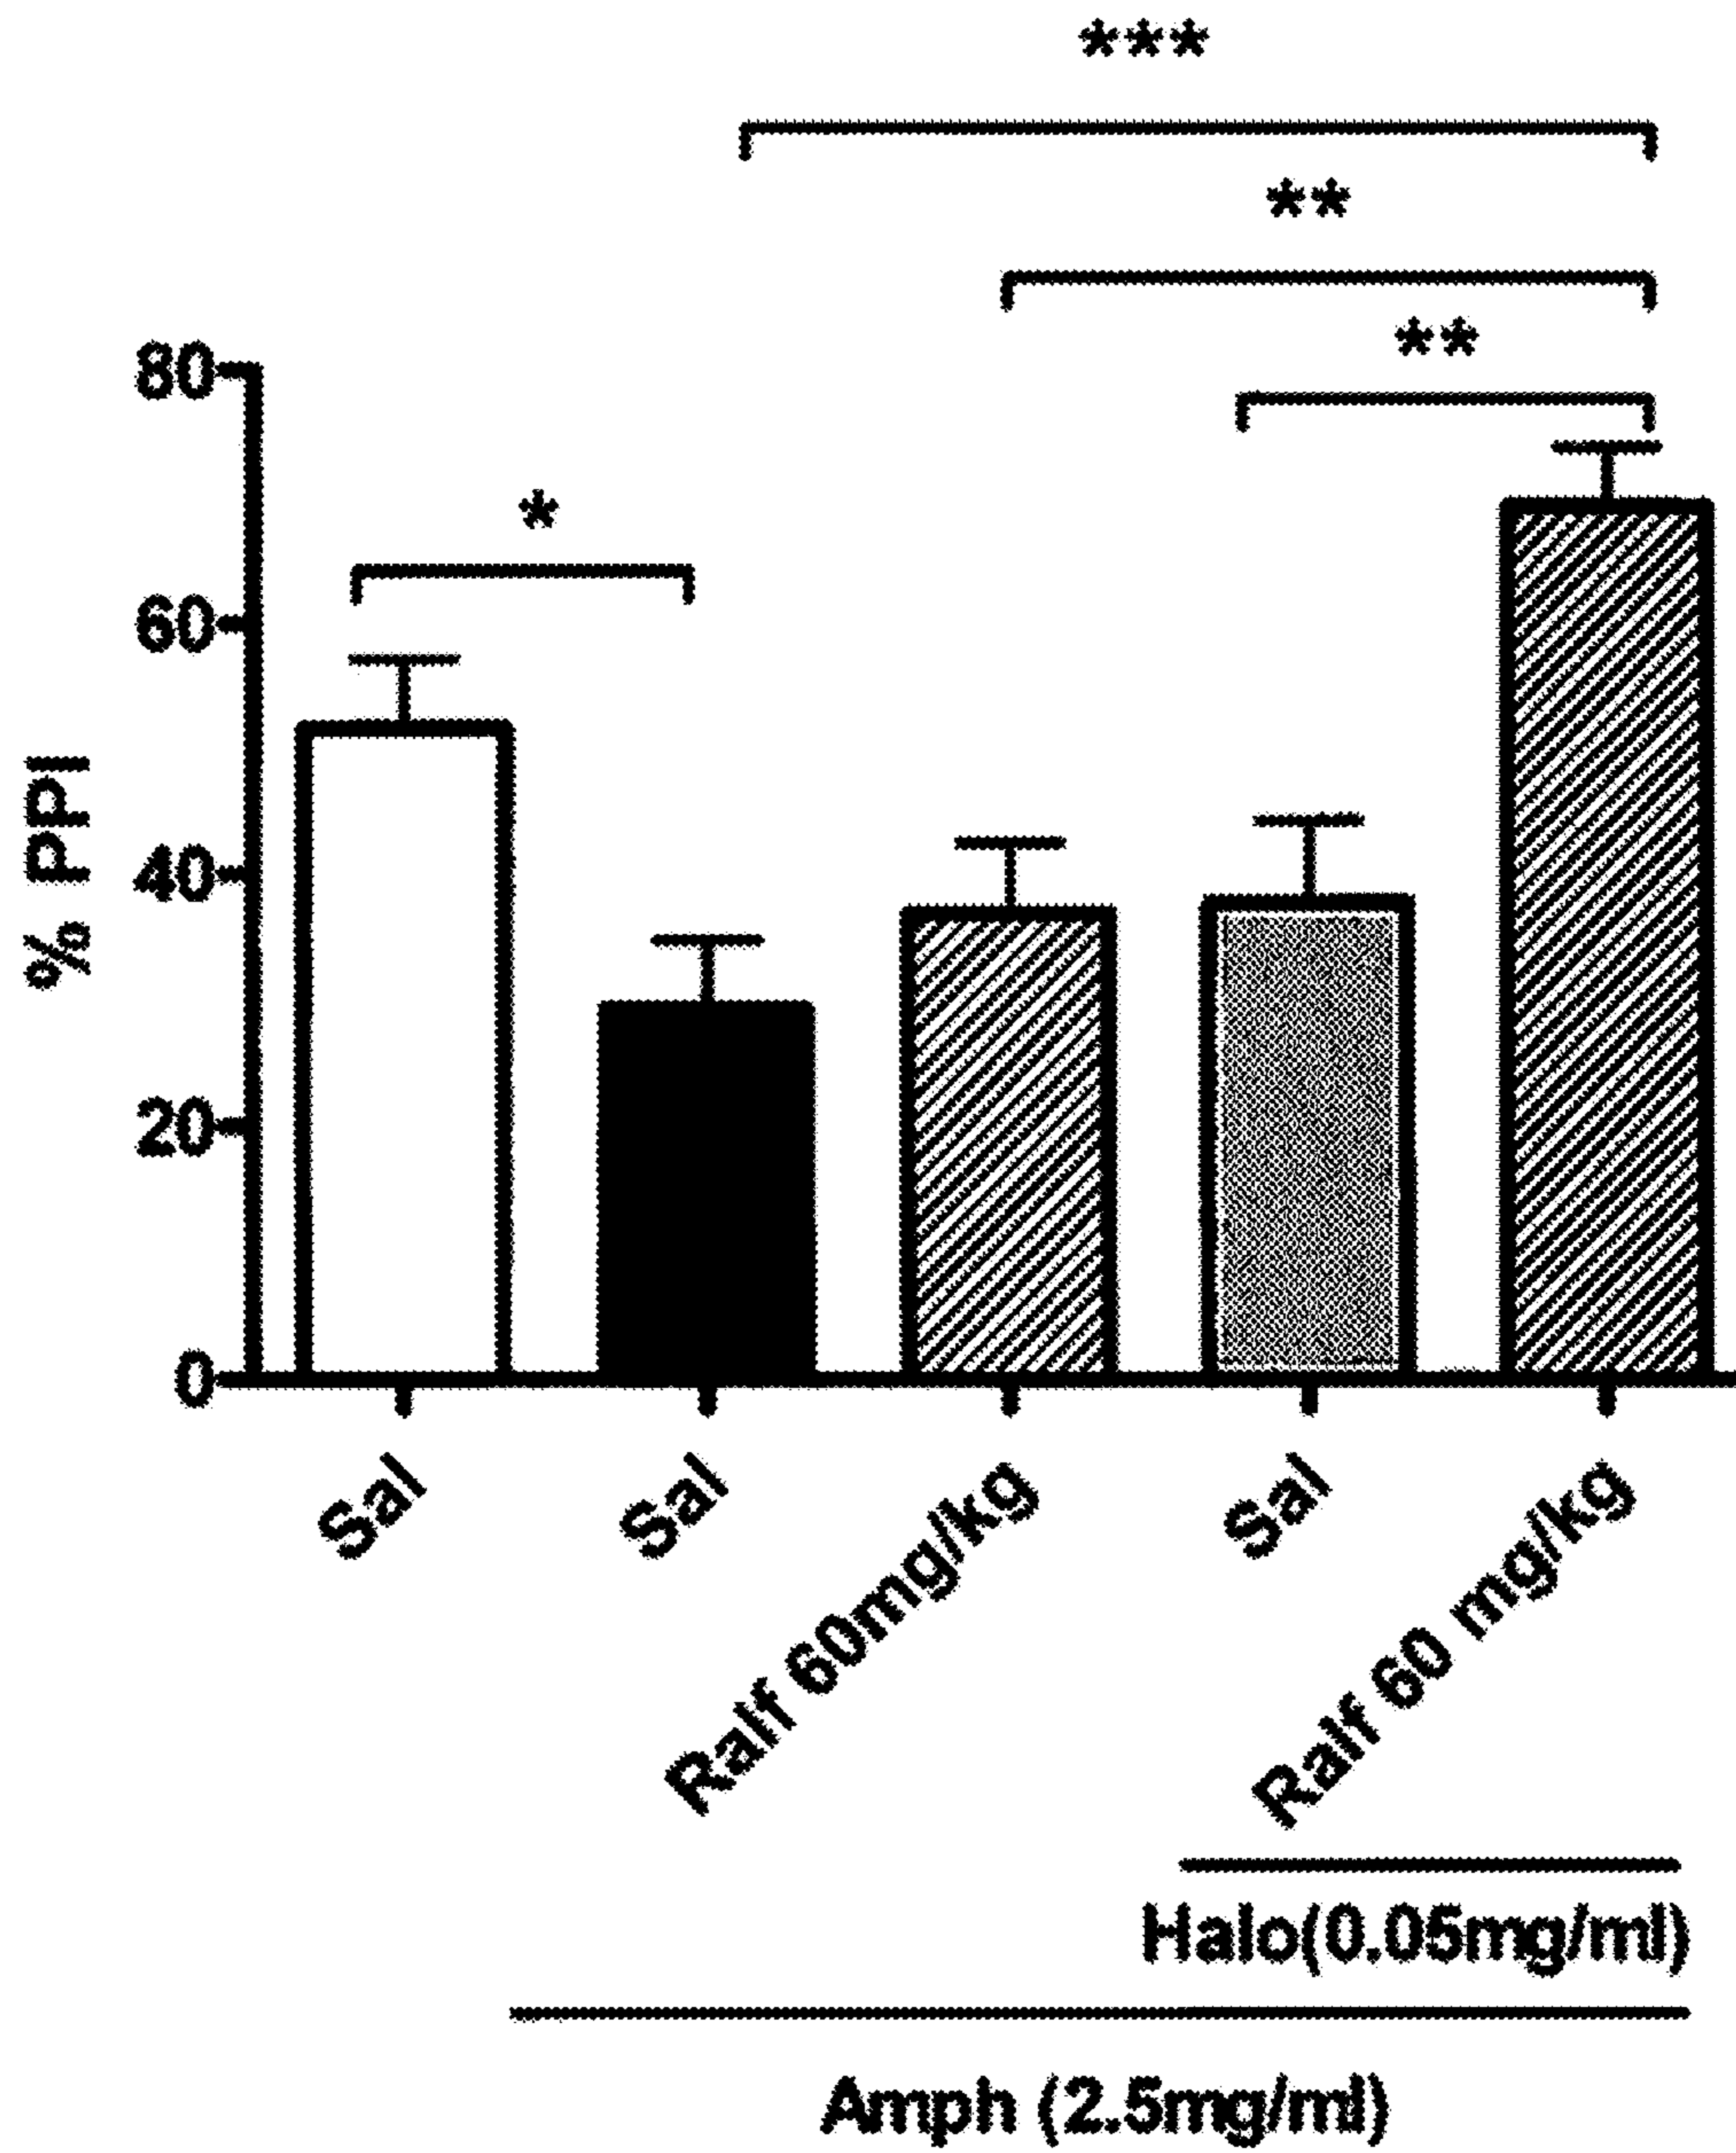 ***
**
**
*
80
60
40
20
0
% PPI
Sal
Sal
Ralf 60mg/kg
Sal
Ralf 60 mg/kg
Halo(0.05mg/ml)
Amph (2.5mg/ml)